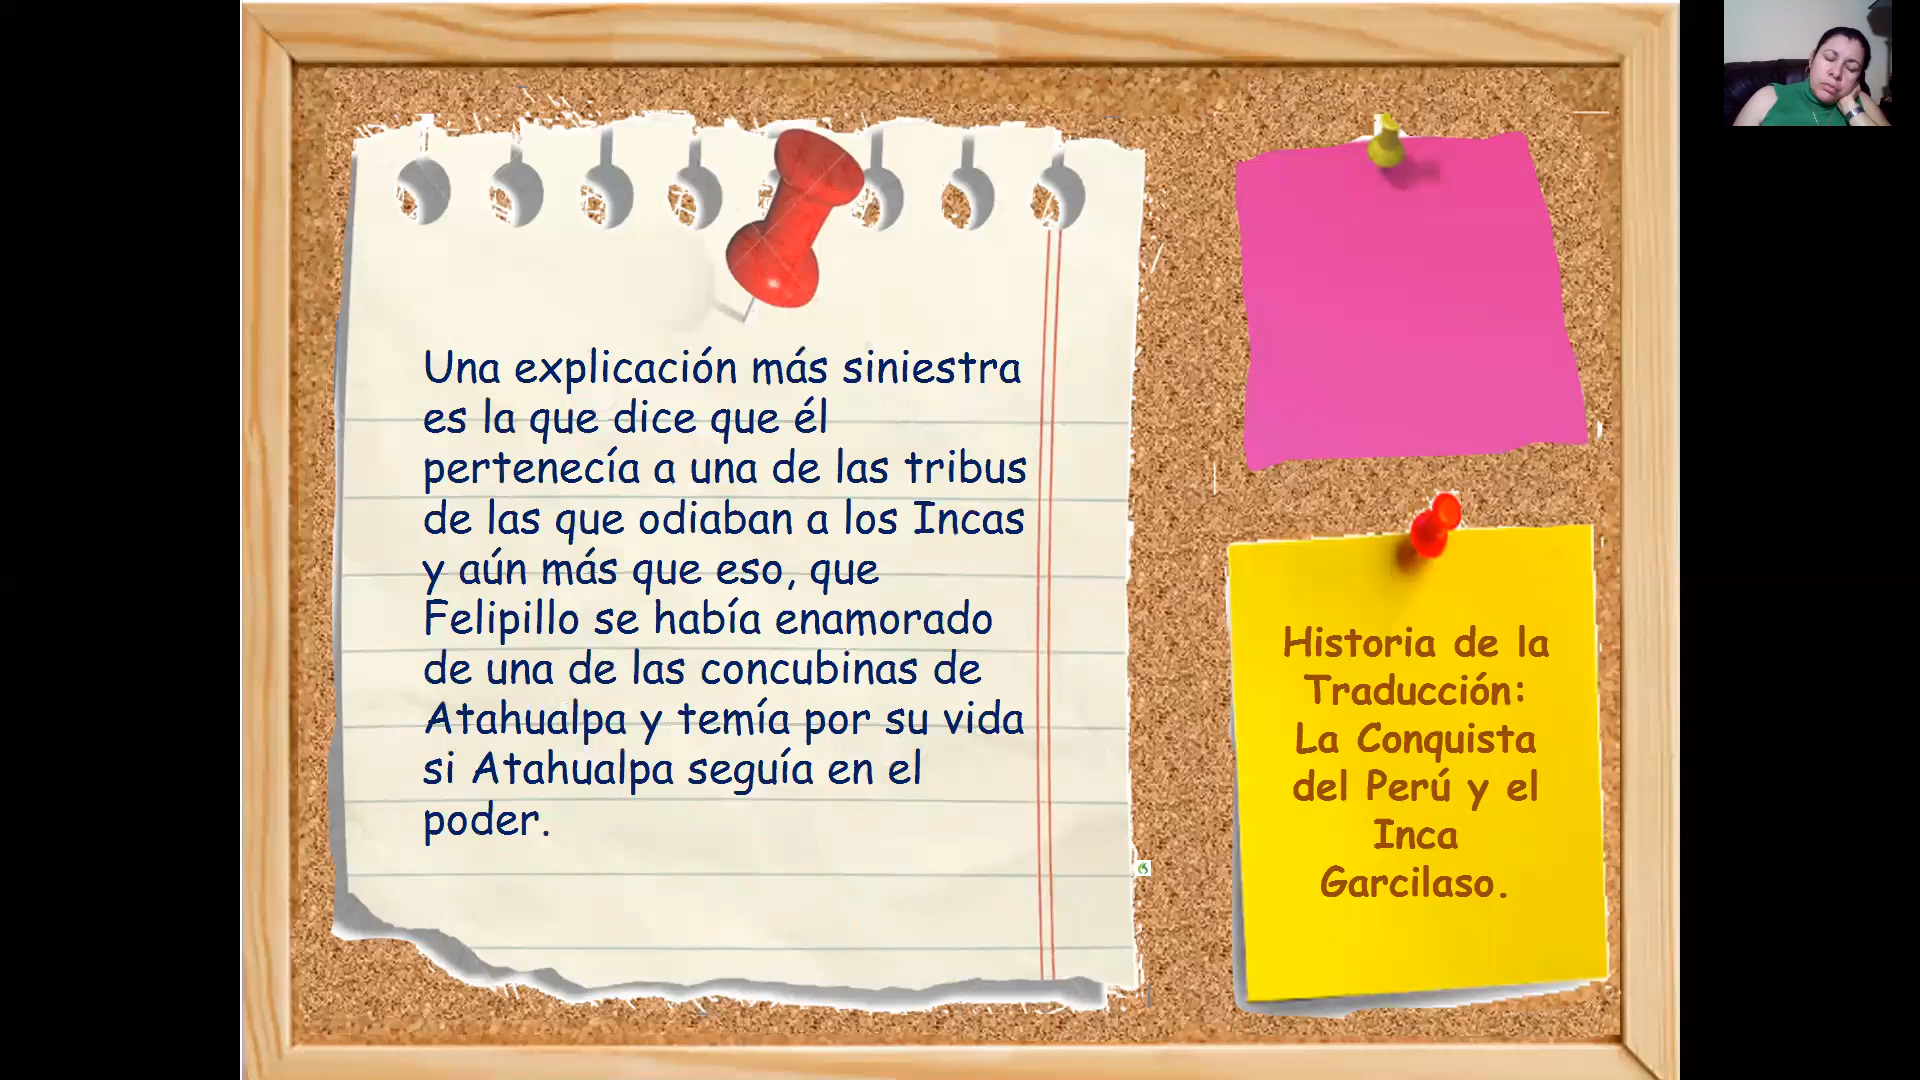 Una explicación más siniestra
es la que dice que él
pertenecía a una de las tribus
de las que odiaban a los Incas
y aún más que eso, que
Felipillo se había enamorado
de una de las concubinas de
Atahualpa y temía por su vida
si Atahualpa seguía en el
poder.
Historia de la
Traducción:
La Conquista
del Perú y el
Inca
Garcilaso.